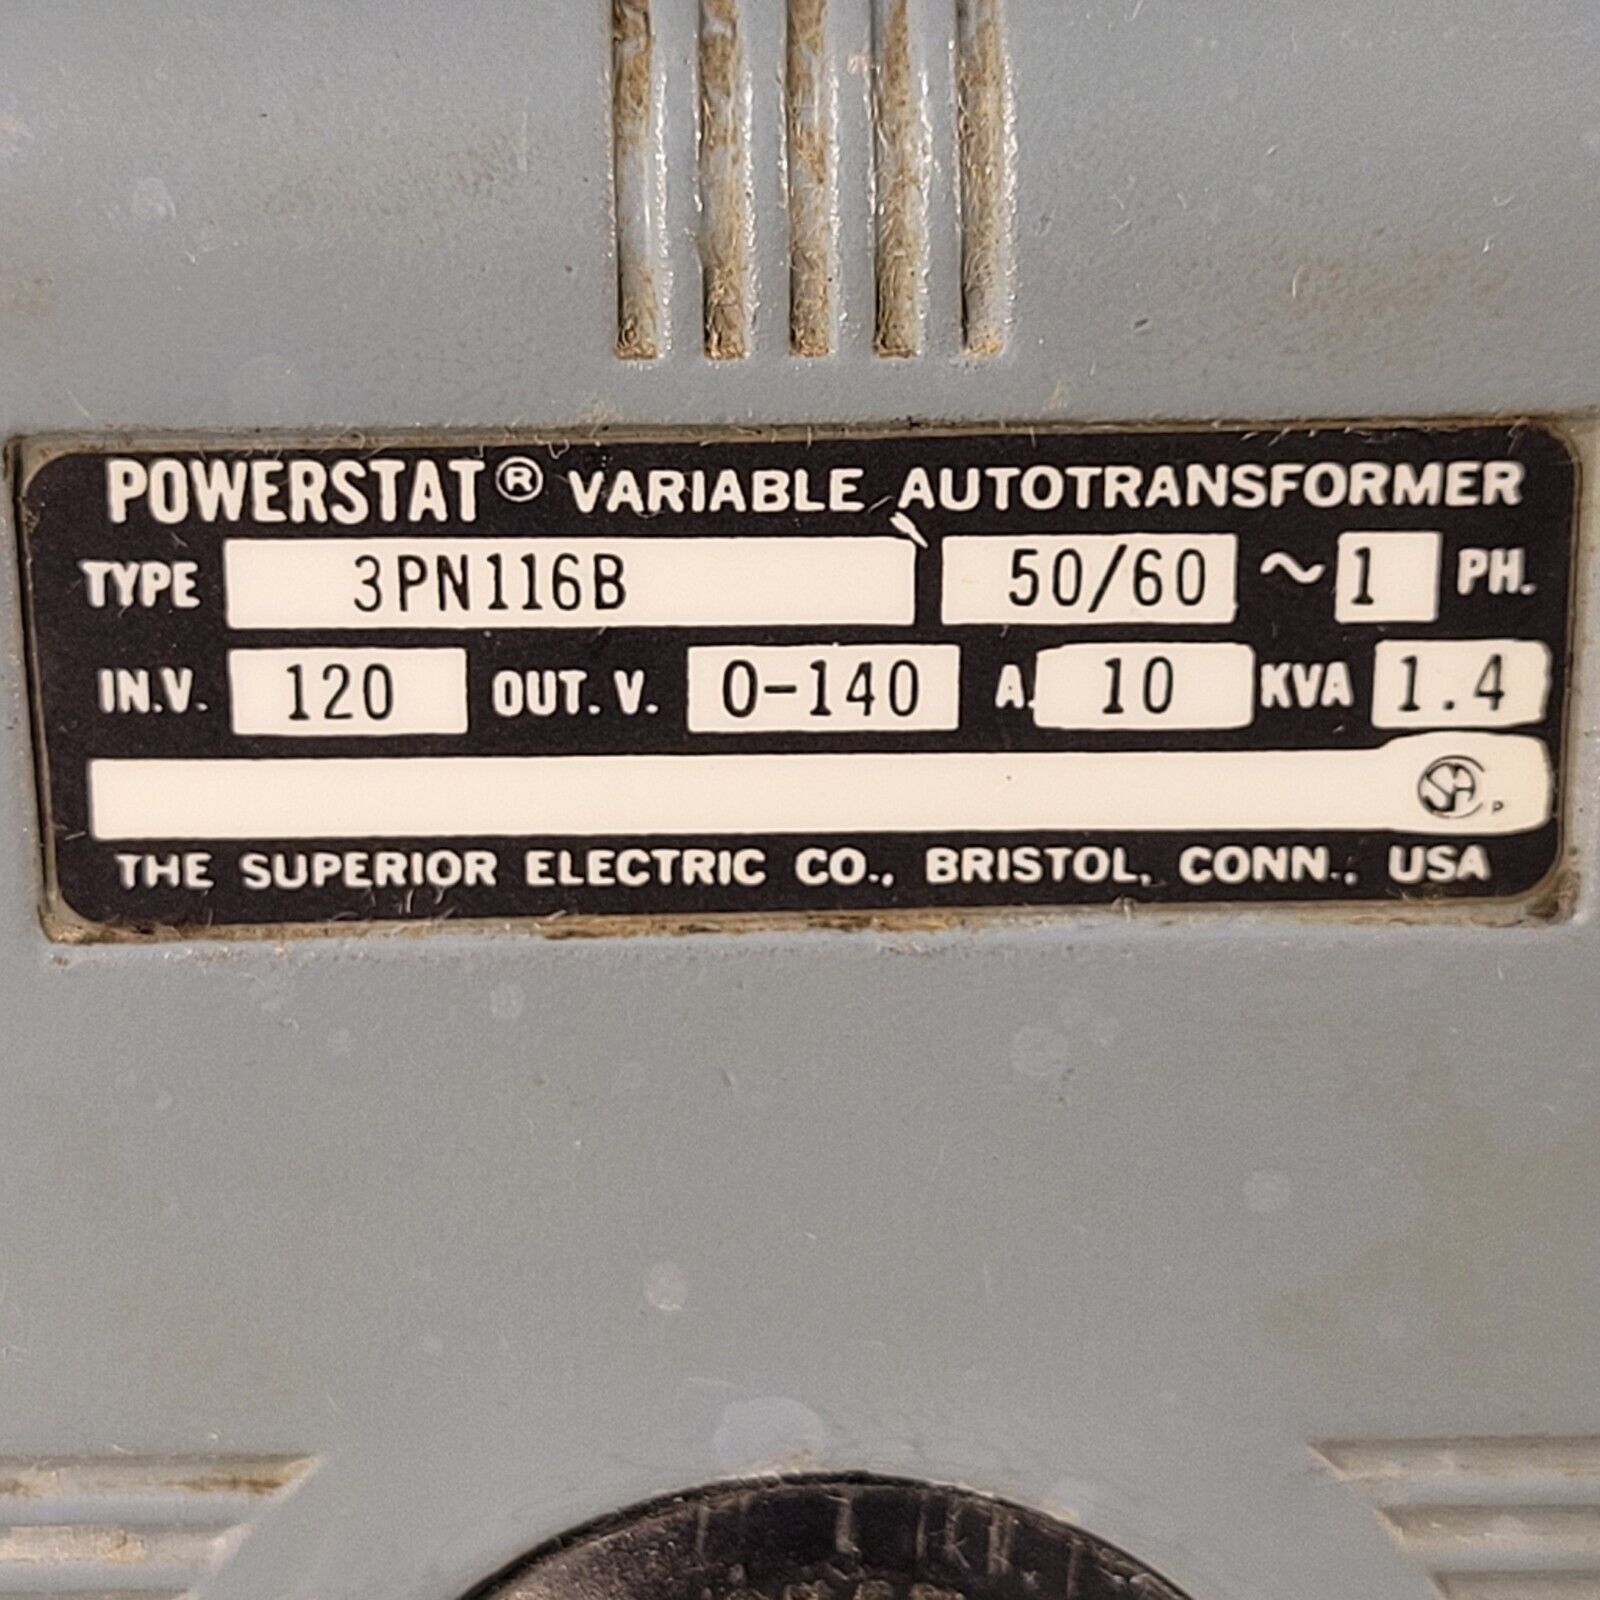 POWERSTAT® VARIABLE AUTOTRANSFORMER
TYPE 3PN116B 50/60 ~ 1 PH.
IN.V. 120 OUT. V. 0-140 A. 10 KVA 1.4
SA P
THE SUPERIOR ELECTRIC CO., BRISTOL, CONN., USA